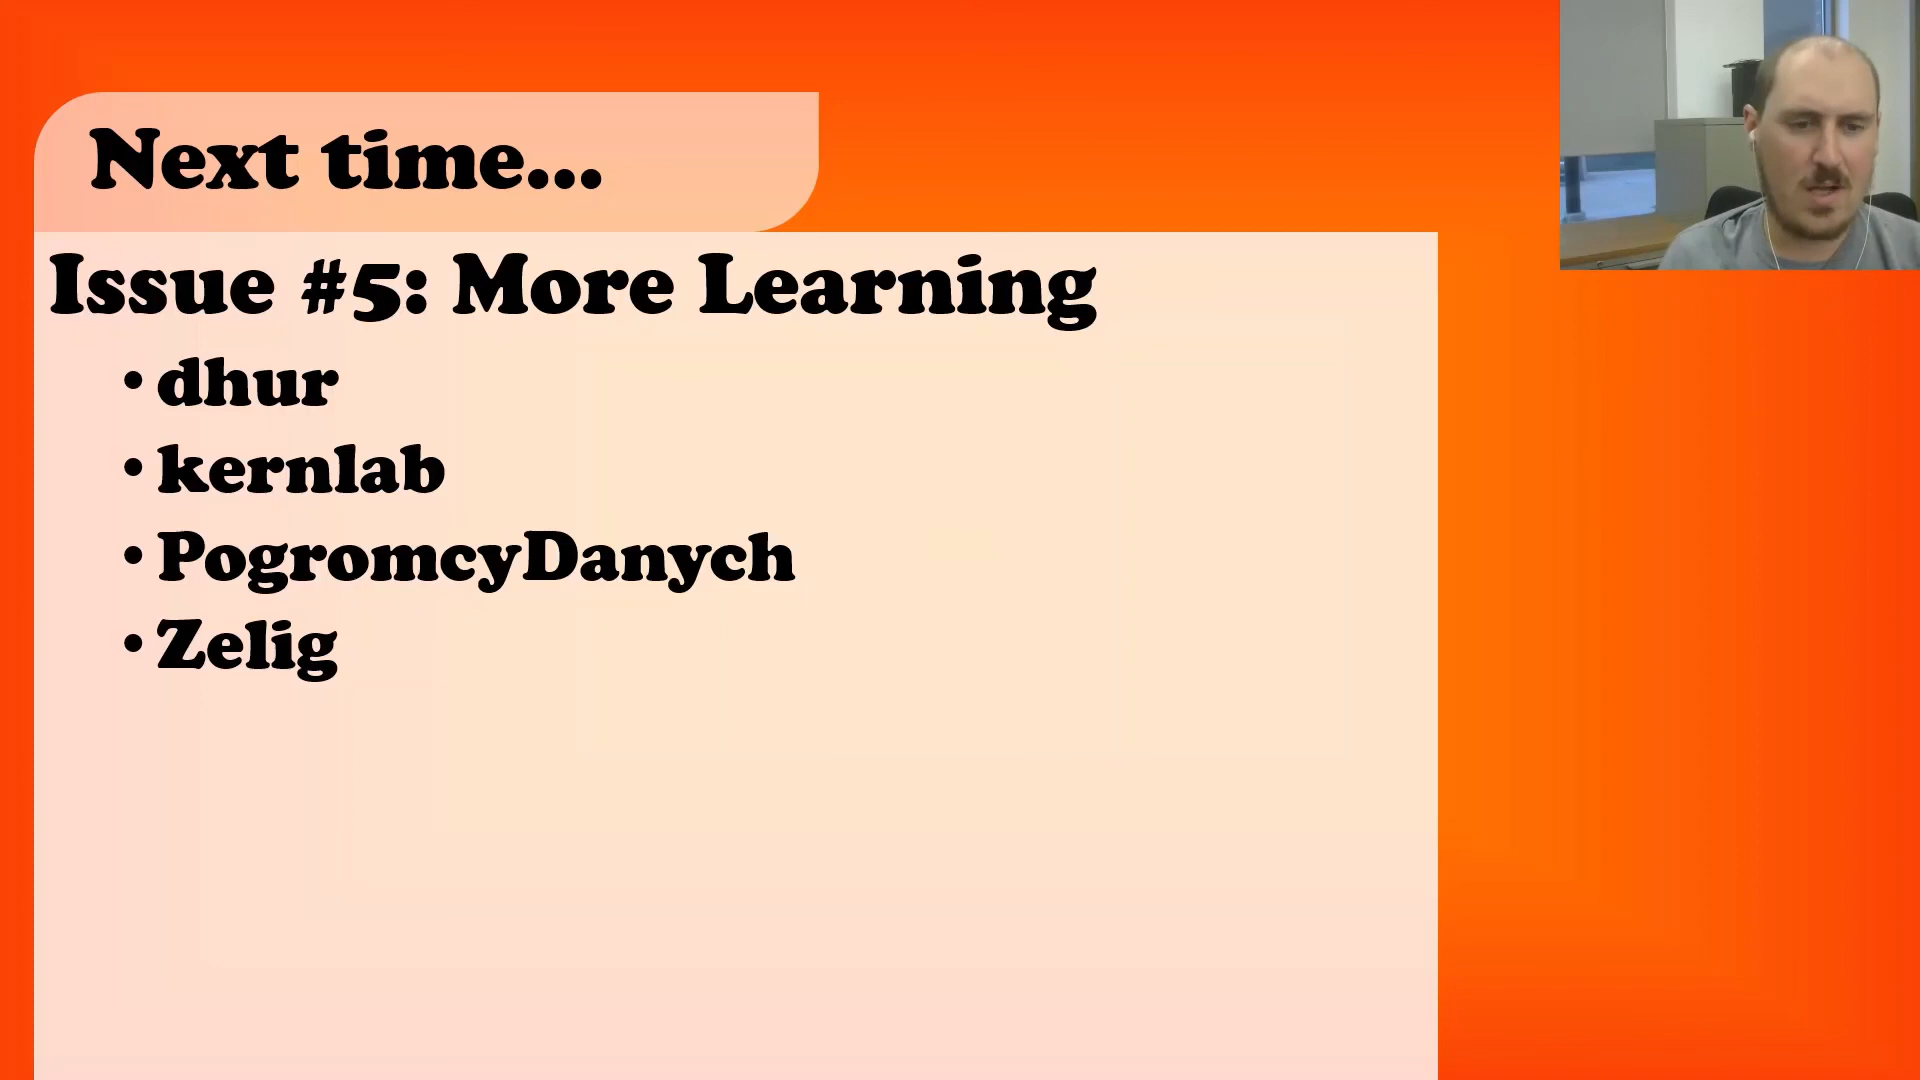 Next time...
Issue #5: More Learning
• dhur
• kernlab
• PogromcyDanych
• Zelig